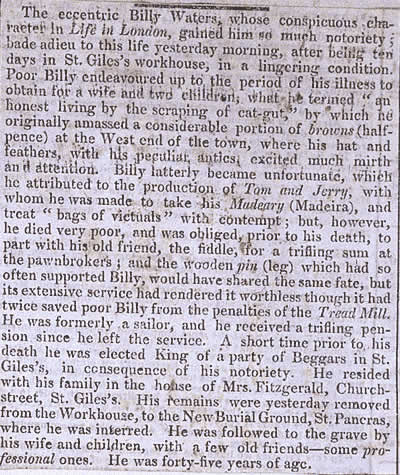 The eccentric Billy Waters, whose conspicuous cha-
racter in Life in London, gained him so much notoriety;
bade adieu to this life yesterday morning, after being ten
days in St. Giles's workhouse, in a lingering condition.
Poor Billy endeavoured up to the period of his illness to
obtain for a wife and two children, what he termed "an
honest living by the scraping of cat-gut," by which he
originally amassed a considerable portion of browns (half-
pence) at the West end of the town, where his hat and
feathers, with his peculiar antics, excited much mirth
and attention. Billy latterly became unfortunate, which
he attributed to the production of Tom and Jerry, with
whom he was made to take his Madeary (Madeira), and
treat "bags of victuals" with contempt; but, however,
he died very poor, and was obliged, prior to his death, to
part with his old friend, the fiddle, for a trifling sum at
the pawnbroker's; and the wooden pin (leg) which had so
often supported Billy, would have shared the same fate, but
its extensive service had rendered it worthless though it had
twice saved poor Billy from the penalties of the Tread Mill.
He was formerly a sailor, and he received a trifling pen-
sion since he left the service. A short time prior to his
death he was elected King of a party of Beggars in St.
Giles's, in consequence of his notoriety. He resided
with his family in the house of Mrs. Fitzgerald, Church-
street, St. Giles's. His remains were yesterday removed
from the Workhouse, to the New Burial Ground, St. Pancras,
where he was interred. He was followed to the grave by
his wife and children, with a few old friends—some pro-
fessional ones. He was forty-five years of age.